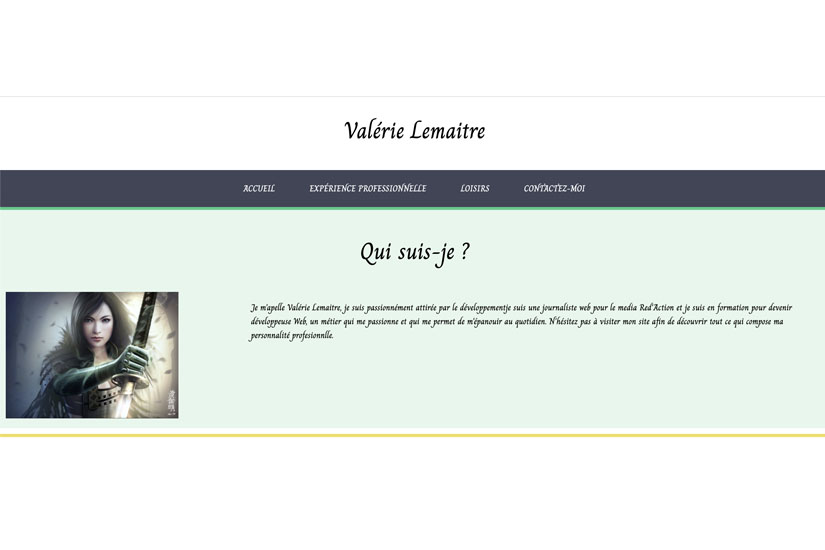 Valérie Lemaitre
ACCUEIL EXPÉRIENCE PROFESSIONNELLE LOISIRS CONTACTEZ-MOI
Qui suis-je ?
Je m'apelle Valérie Lemaitre, je suis passionnément attirée par le développementje suis une journaliste web pour le media Red'Action et je suis en formation pour devenir
développeuse Web, un métier qui me passionne et qui me permet de m'épanouir au quotidien. N'hésitez pas à visiter mon site afin de découvrir tout ce qui compose ma
personnalité profesionnlle.